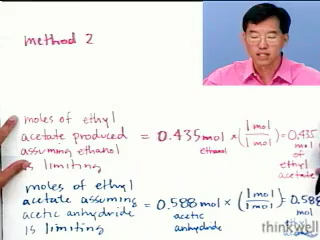 method 2
moles of ethyl
acetate produced = 0.435 mol × (1 mol / 1 mol) = 0.435
assuming ethanol ethanol mol of
is limiting ethyl acetate
moles of ethyl
acetate assuming = 0.588 mol × (1 mol / 1 mol) = 0.588
acetic anhydride acetic anhydride mol
is limiting
thinkwell